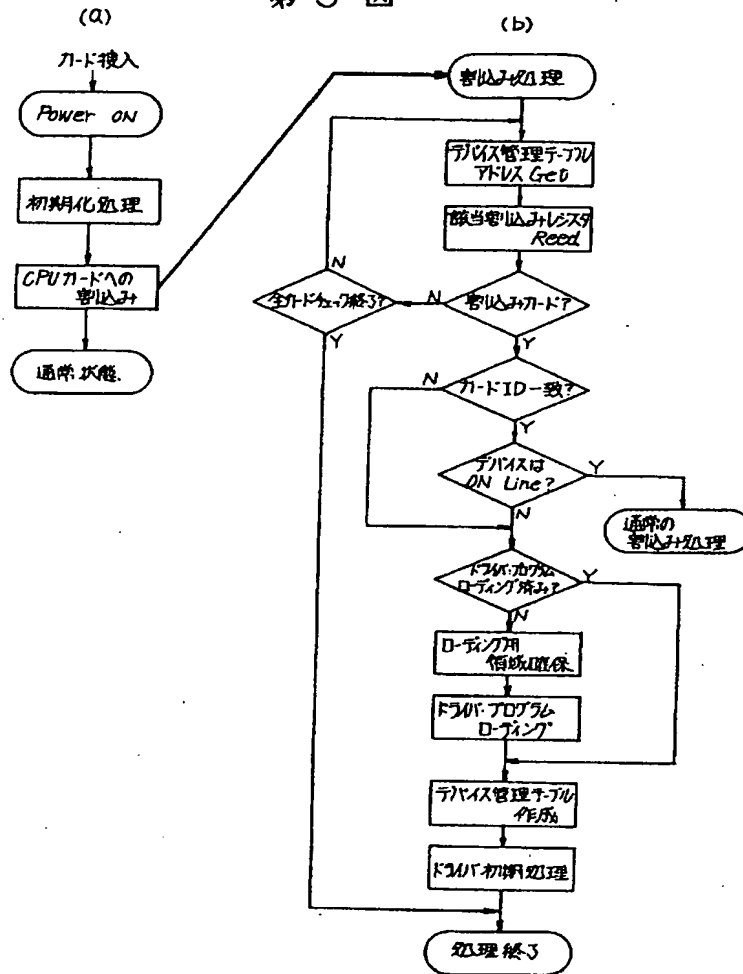 第 3 図
(a)
カード挿入
Power ON
初期化処理
CPUカードへの
割込み
通常状態
(b)
割込み処理
デバイス管理テーブル
アドレス Get
該当割込みレジスタ
Reed
割込みカード?
N
Y
全カードチェック終了?
N
Y
カードID一致?
N
Y
デバイスは
ON Line?
Y
N
通常の
割込み処理
ドライバ・プログラム
ローディング済み?
Y
N
ローディング用
領域確保
ドライバ・プログラム
ローディング
デバイス管理テーブル
作成
ドライバ初期処理
処理終了